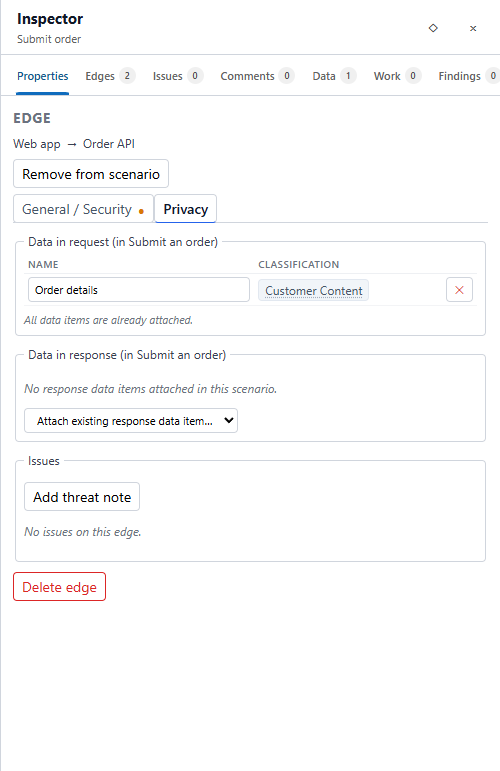 Inspector
Submit order
Properties Edges 2 Issues 0 Comments 0 Data 1 Work 0 Findings 0
EDGE
Web app → Order API
Remove from scenario
General / Security Privacy
Data in request (in Submit an order)
NAME CLASSIFICATION
Order details Customer Content
All data items are already attached.
Data in response (in Submit an order)
No response data items attached in this scenario.
Attach existing response data item...
Issues
Add threat note
No issues on this edge.
Delete edge